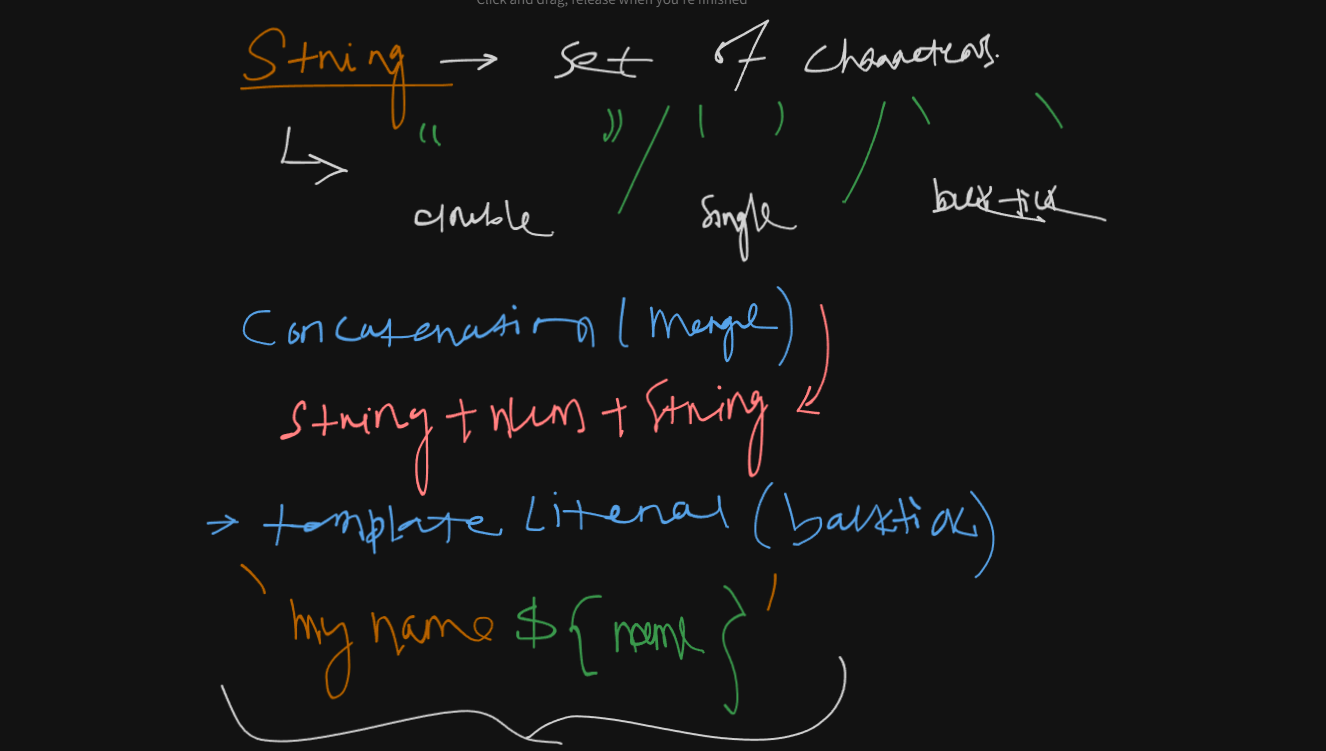 Click and drag, release when you're finished
String → set of characters.
↳ " " / ' ' / ` `
double single backtick
Concatenation (merge)
String + Num + String
→ template Literal (backtick)
` my name ${name} `